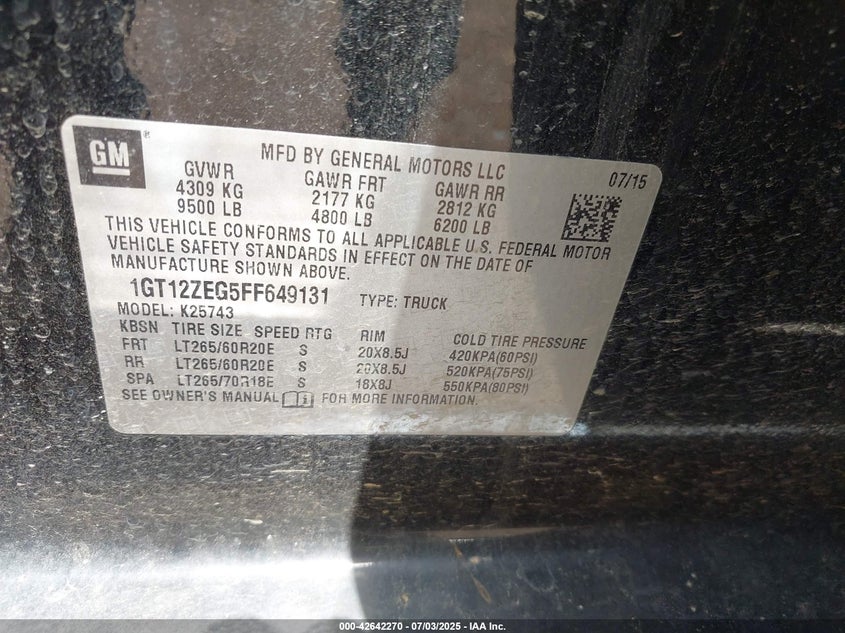 GM ®
MFD BY GENERAL MOTORS LLC
07/15
GVWR GAWR FRT GAWR RR
4309 KG 2177 KG 2812 KG
9500 LB 4800 LB 6200 LB
THIS VEHICLE CONFORMS TO ALL APPLICABLE U.S. FEDERAL MOTOR
VEHICLE SAFETY STANDARDS IN EFFECT ON THE DATE OF
MANUFACTURE SHOWN ABOVE.
1GT12ZEG5FF649131 TYPE: TRUCK
MODEL: K25743
KBSN TIRE SIZE SPEED RTG RIM COLD TIRE PRESSURE
FRT LT265/60R20E S 20X8.5J 420KPA(60PSI)
RR LT265/60R20E S 20X8.5J 520KPA(75PSI)
SPA LT265/70R18E S 18X8J 550KPA(80PSI)
SEE OWNER'S MANUAL FOR MORE INFORMATION.
000-42642270 - 07/03/2025 - IAA Inc.